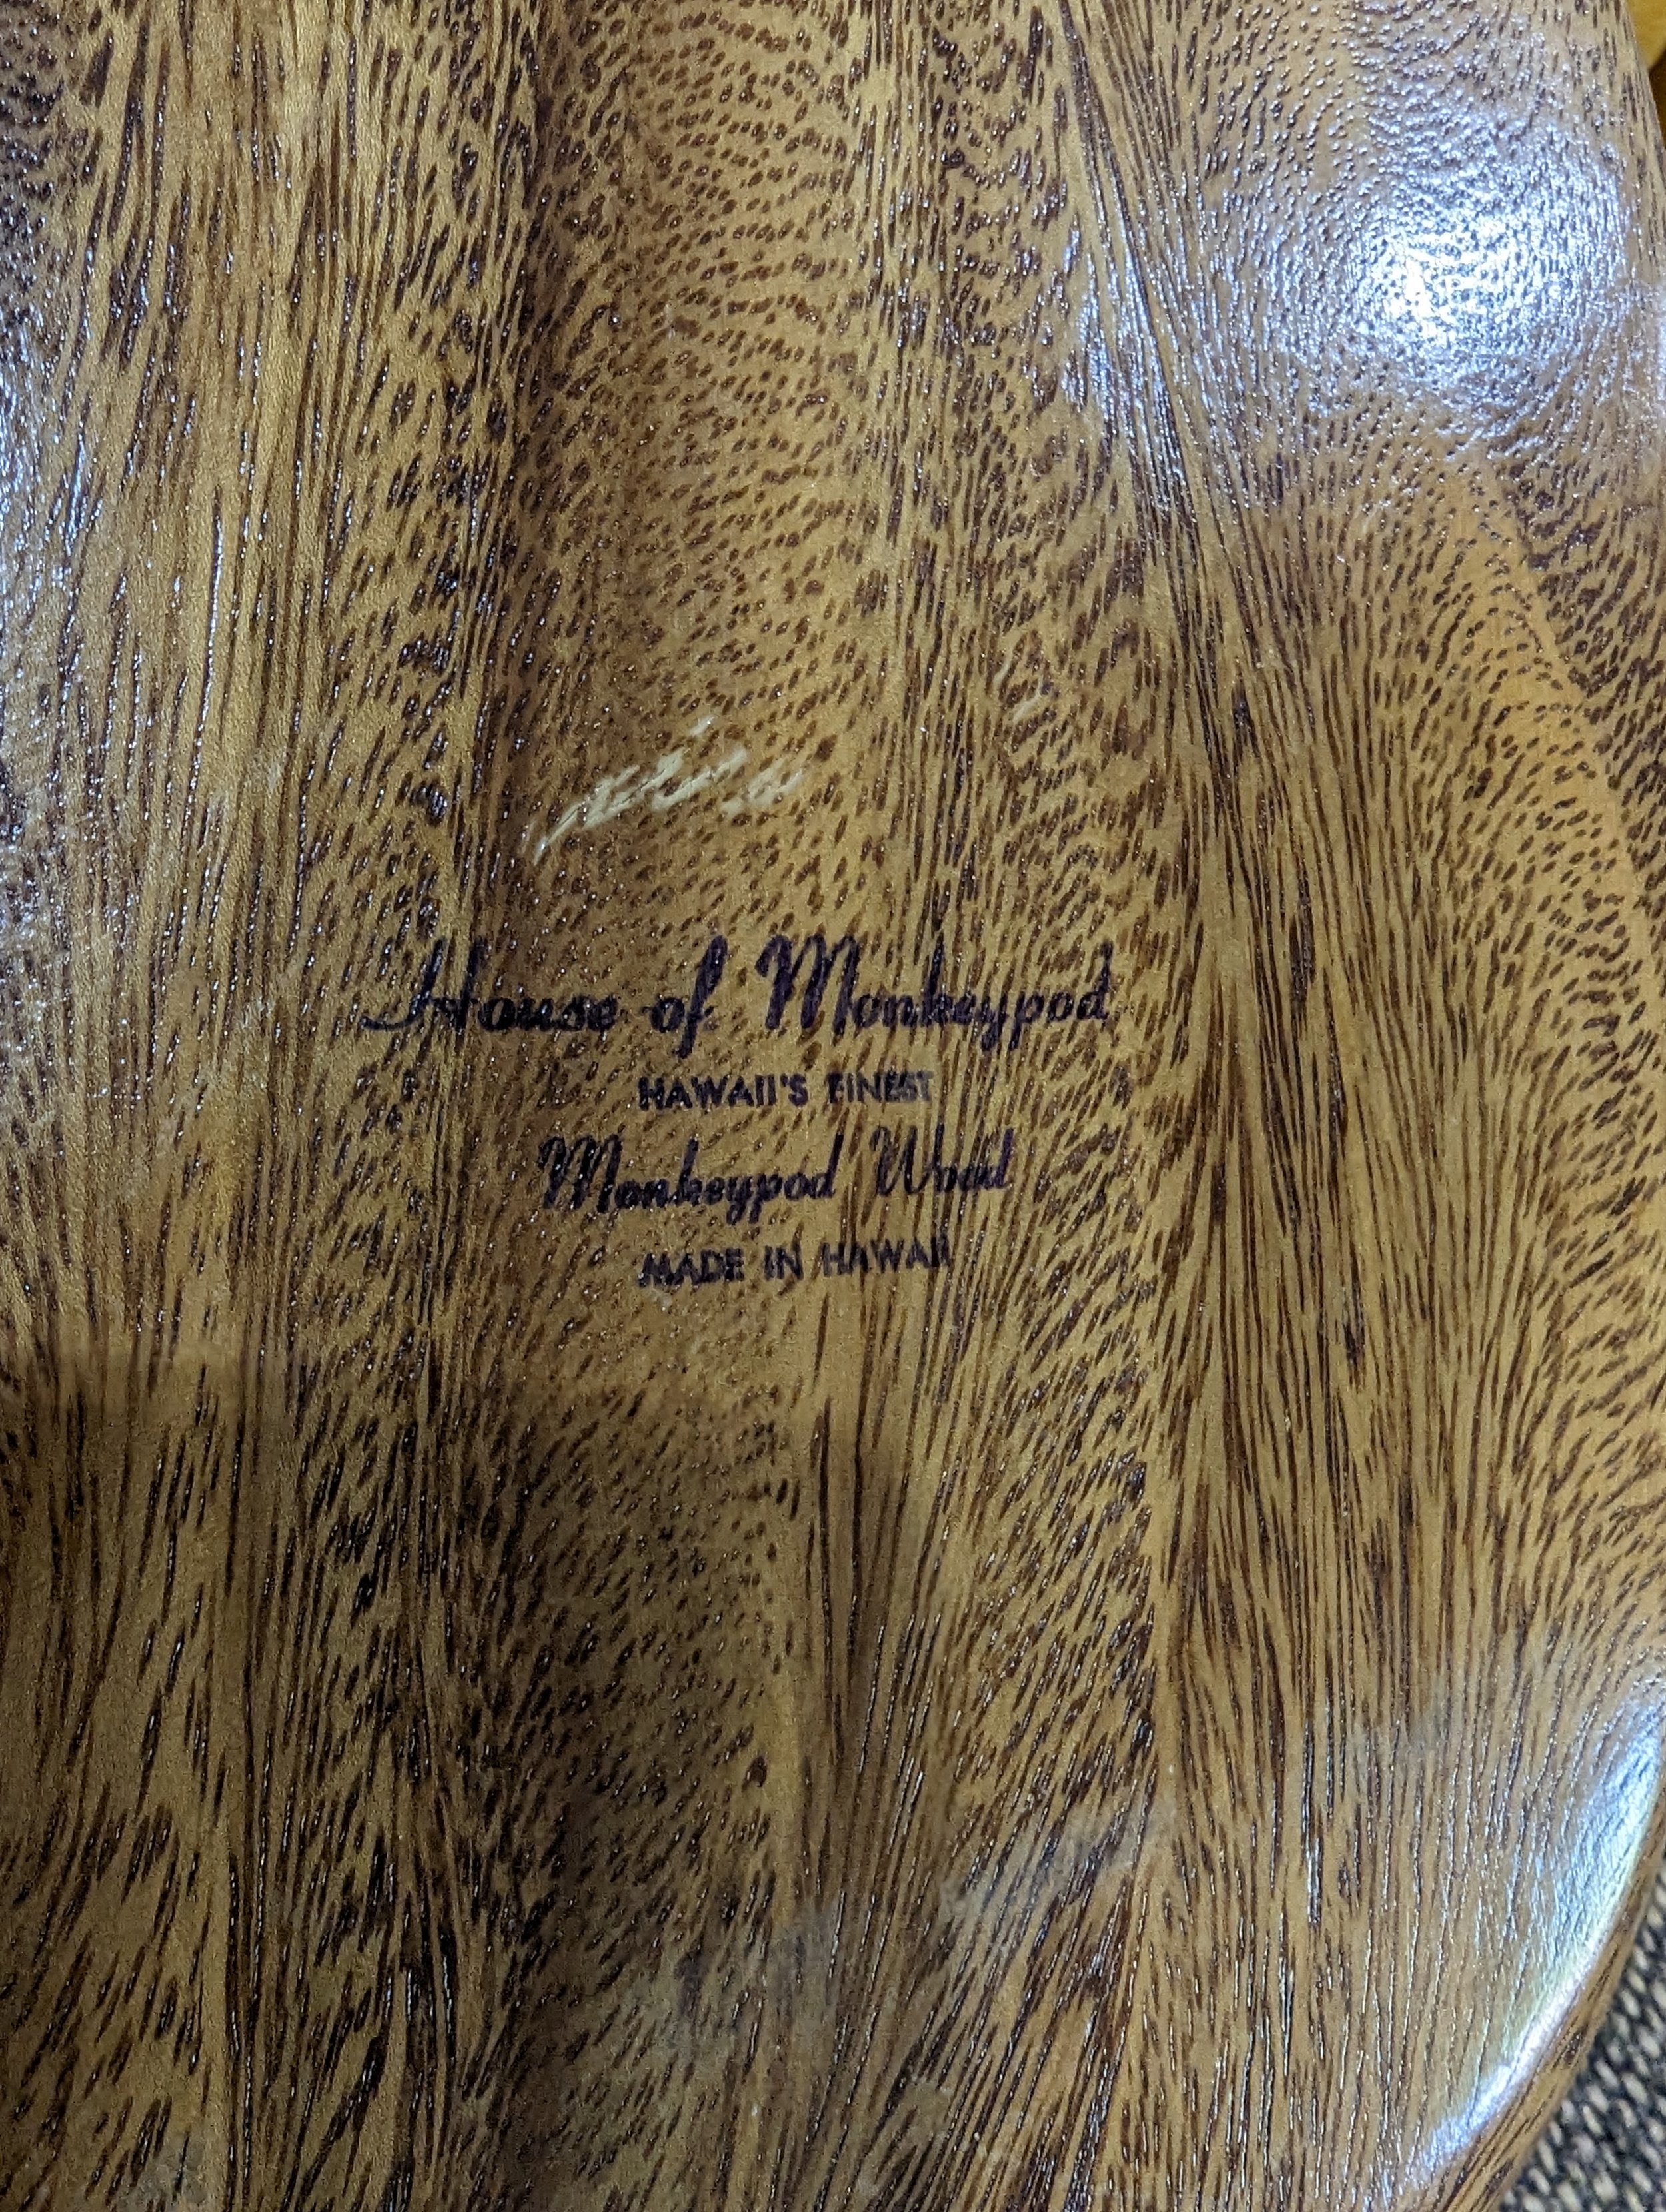 House of Monkeypod
HAWAII'S FINEST
Monkeypod Wood
MADE IN HAWAII